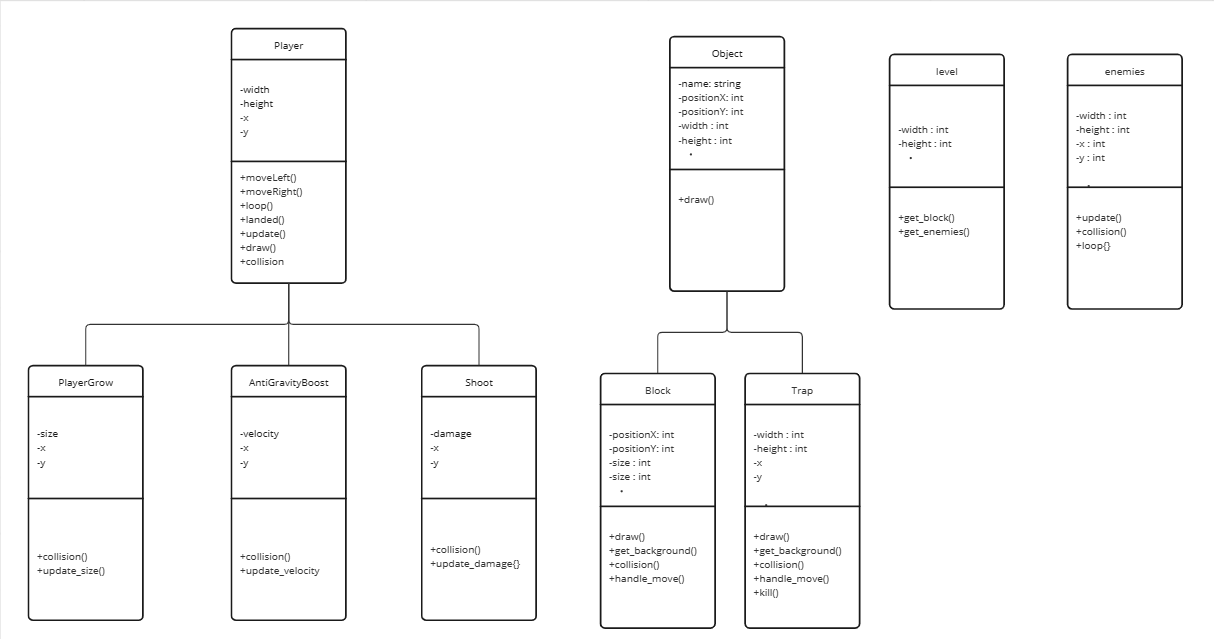 Player
-width
-height
-x
-y
+moveLeft()
+moveRight()
+loop()
+landed()
+update()
+draw()
+collision
Object
-name: string
-positionX: int
-positionY: int
-width : int
-height : int
+draw()
level
-width : int
-height : int
+get_block()
+get_enemies()
enemies
-width : int
-height : int
-x : int
-y : int
+update()
+collision()
+loop{}
PlayerGrow
-size
-x
-y
+collision()
+update_size()
AntiGravityBoost
-velocity
-x
-y
+collision()
+update_velocity
Shoot
-damage
-x
-y
+collision()
+update_damage{}
Block
-positionX: int
-positionY: int
-size : int
-size : int
+draw()
+get_background()
+collision()
+handle_move()
Trap
-width : int
-height : int
-x
-y
+draw()
+get_background()
+collision()
+handle_move()
+kill()